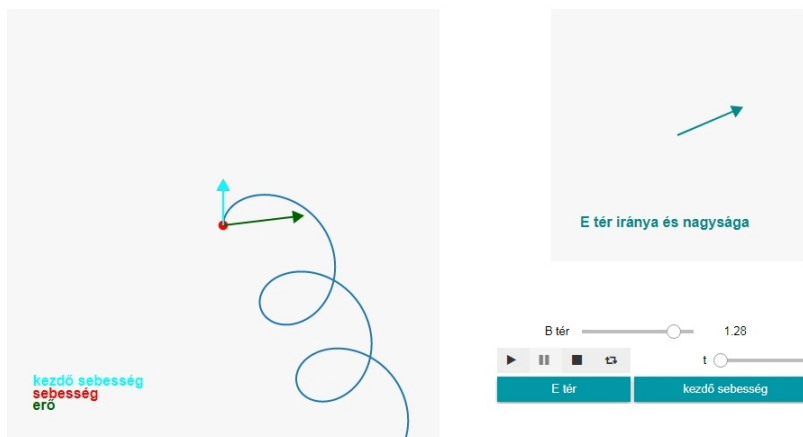 E tér iránya és nagysága
B tér 1.28
t
E tér kezdő sebesség
kezdő sebesség
sebesség
erő